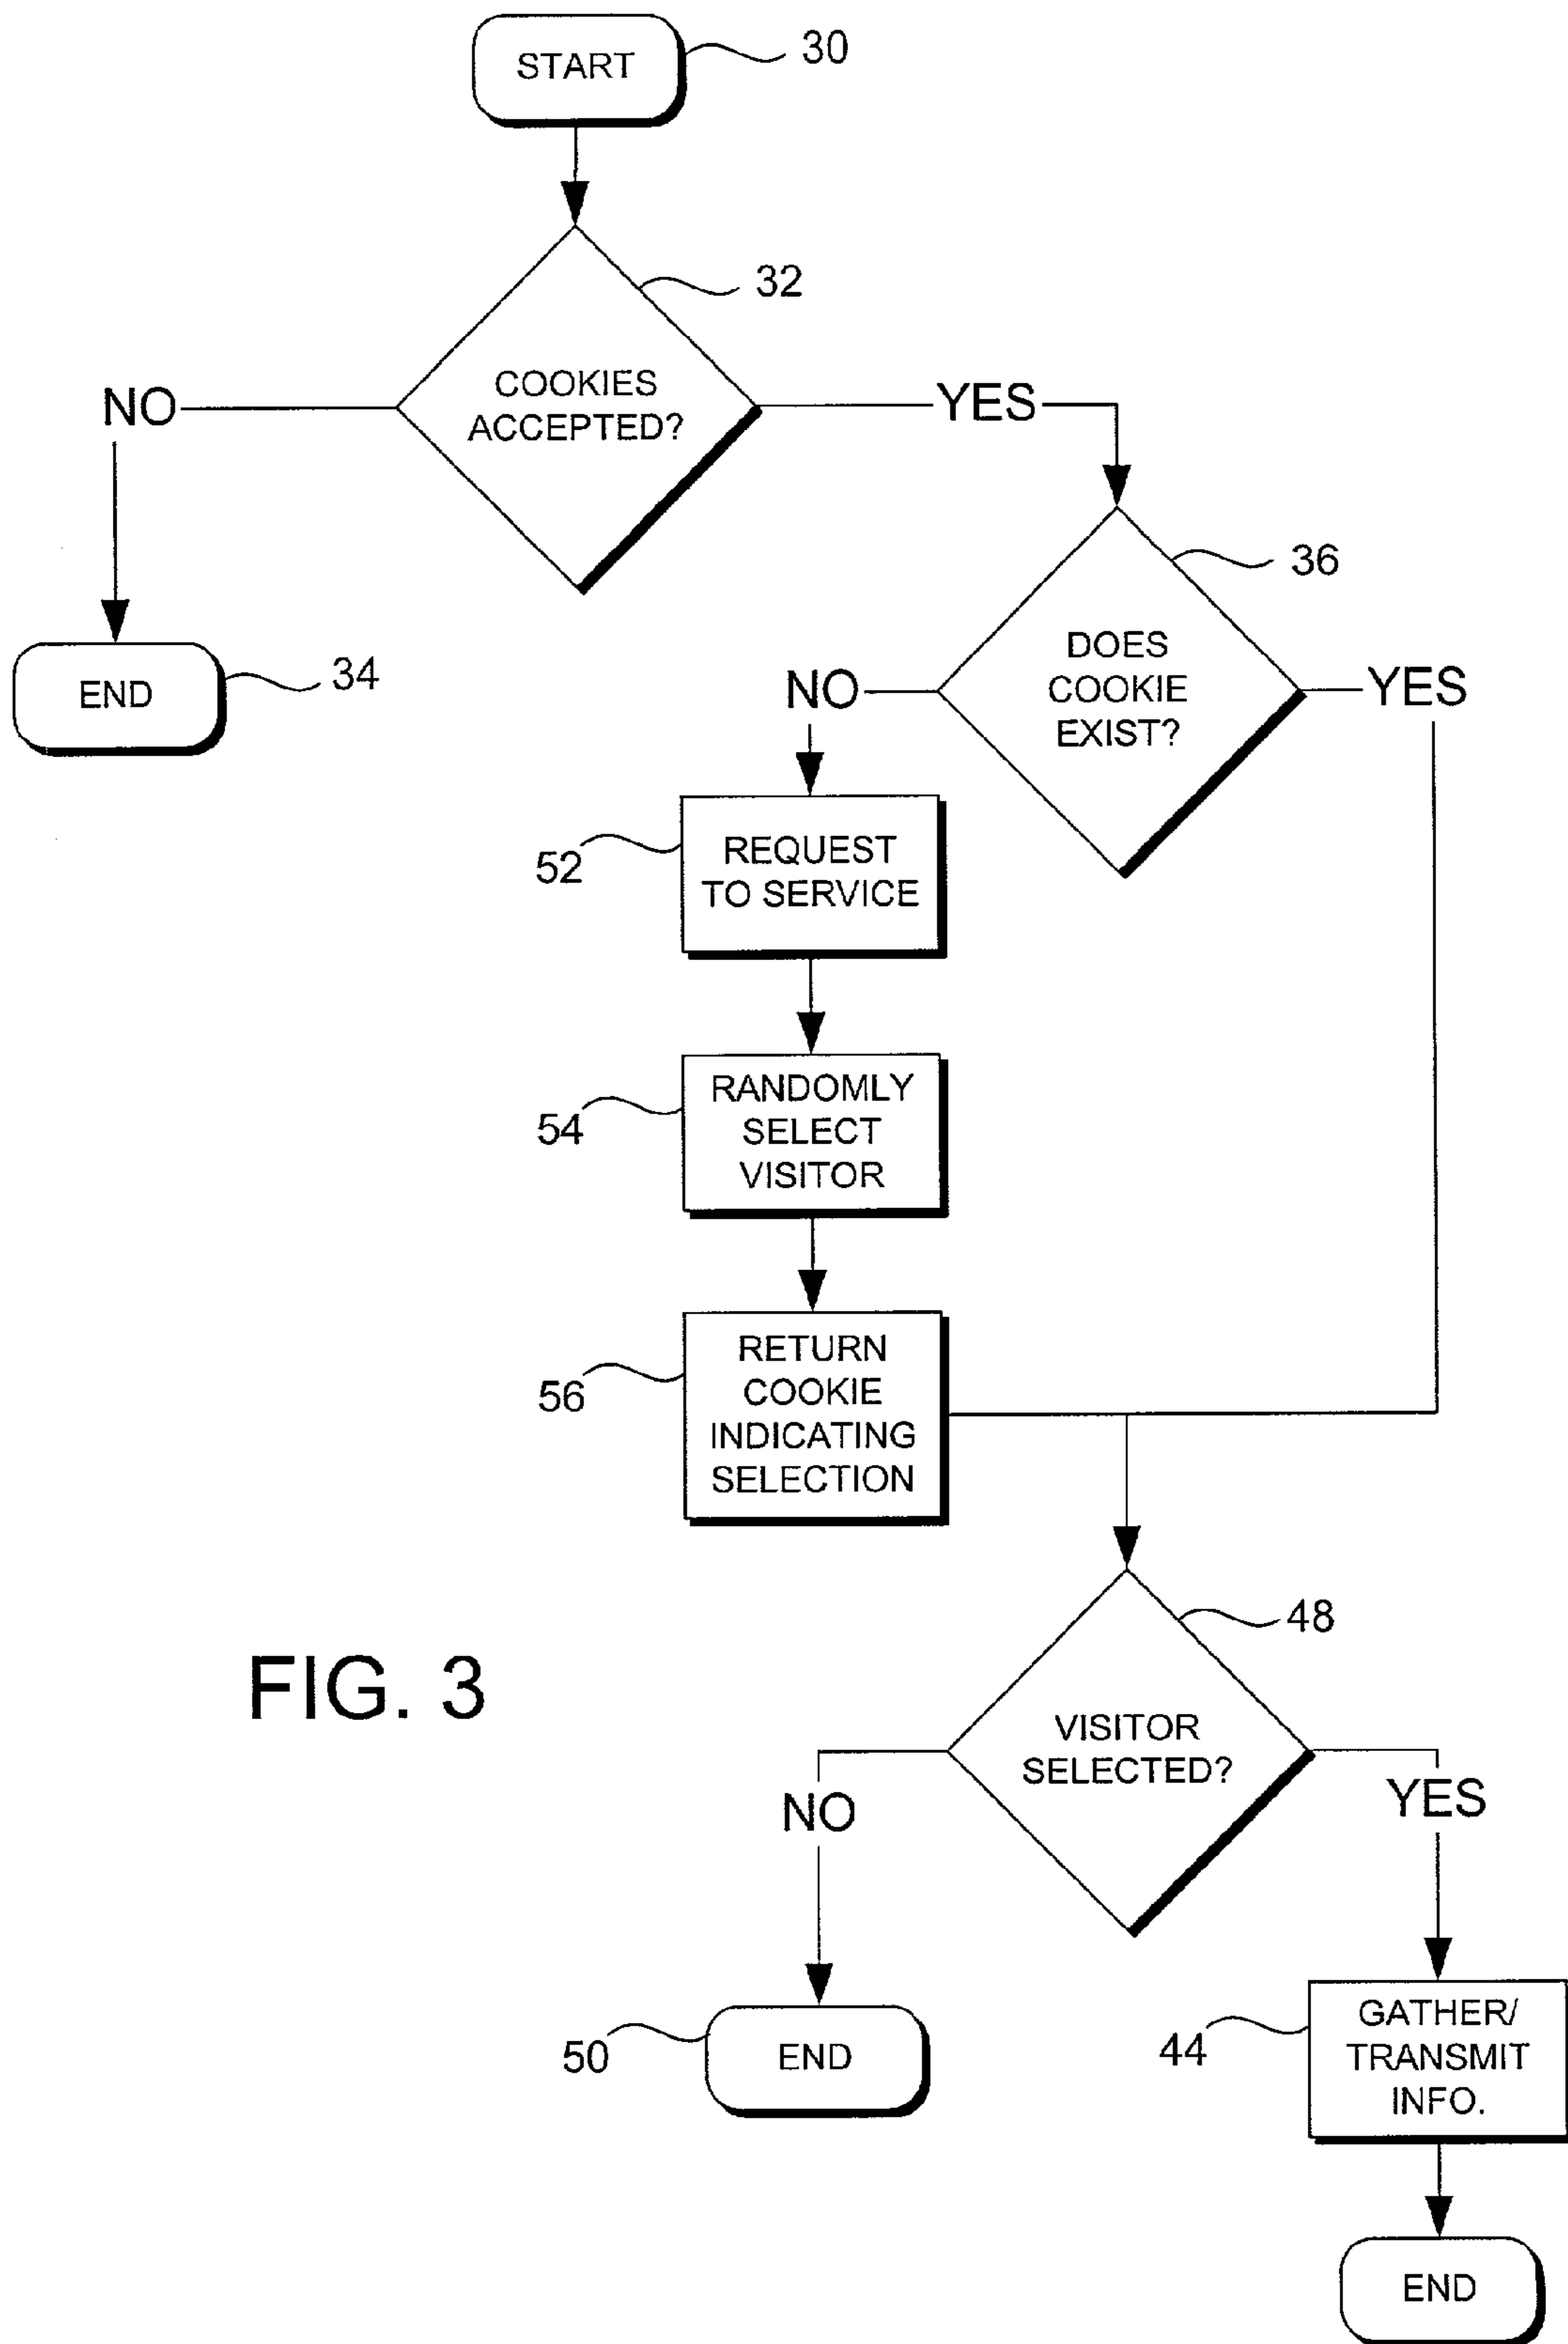 START
30
32
COOKIES
ACCEPTED?
NO
YES
36
DOES
COOKIE
EXIST?
END
34
NO
YES
52
REQUEST
TO SERVICE
54
RANDOMLY
SELECT
VISITOR
56
RETURN
COOKIE
INDICATING
SELECTION
48
FIG. 3
VISITOR
SELECTED?
NO
YES
50
END
44
GATHER/
TRANSMIT
INFO.
END